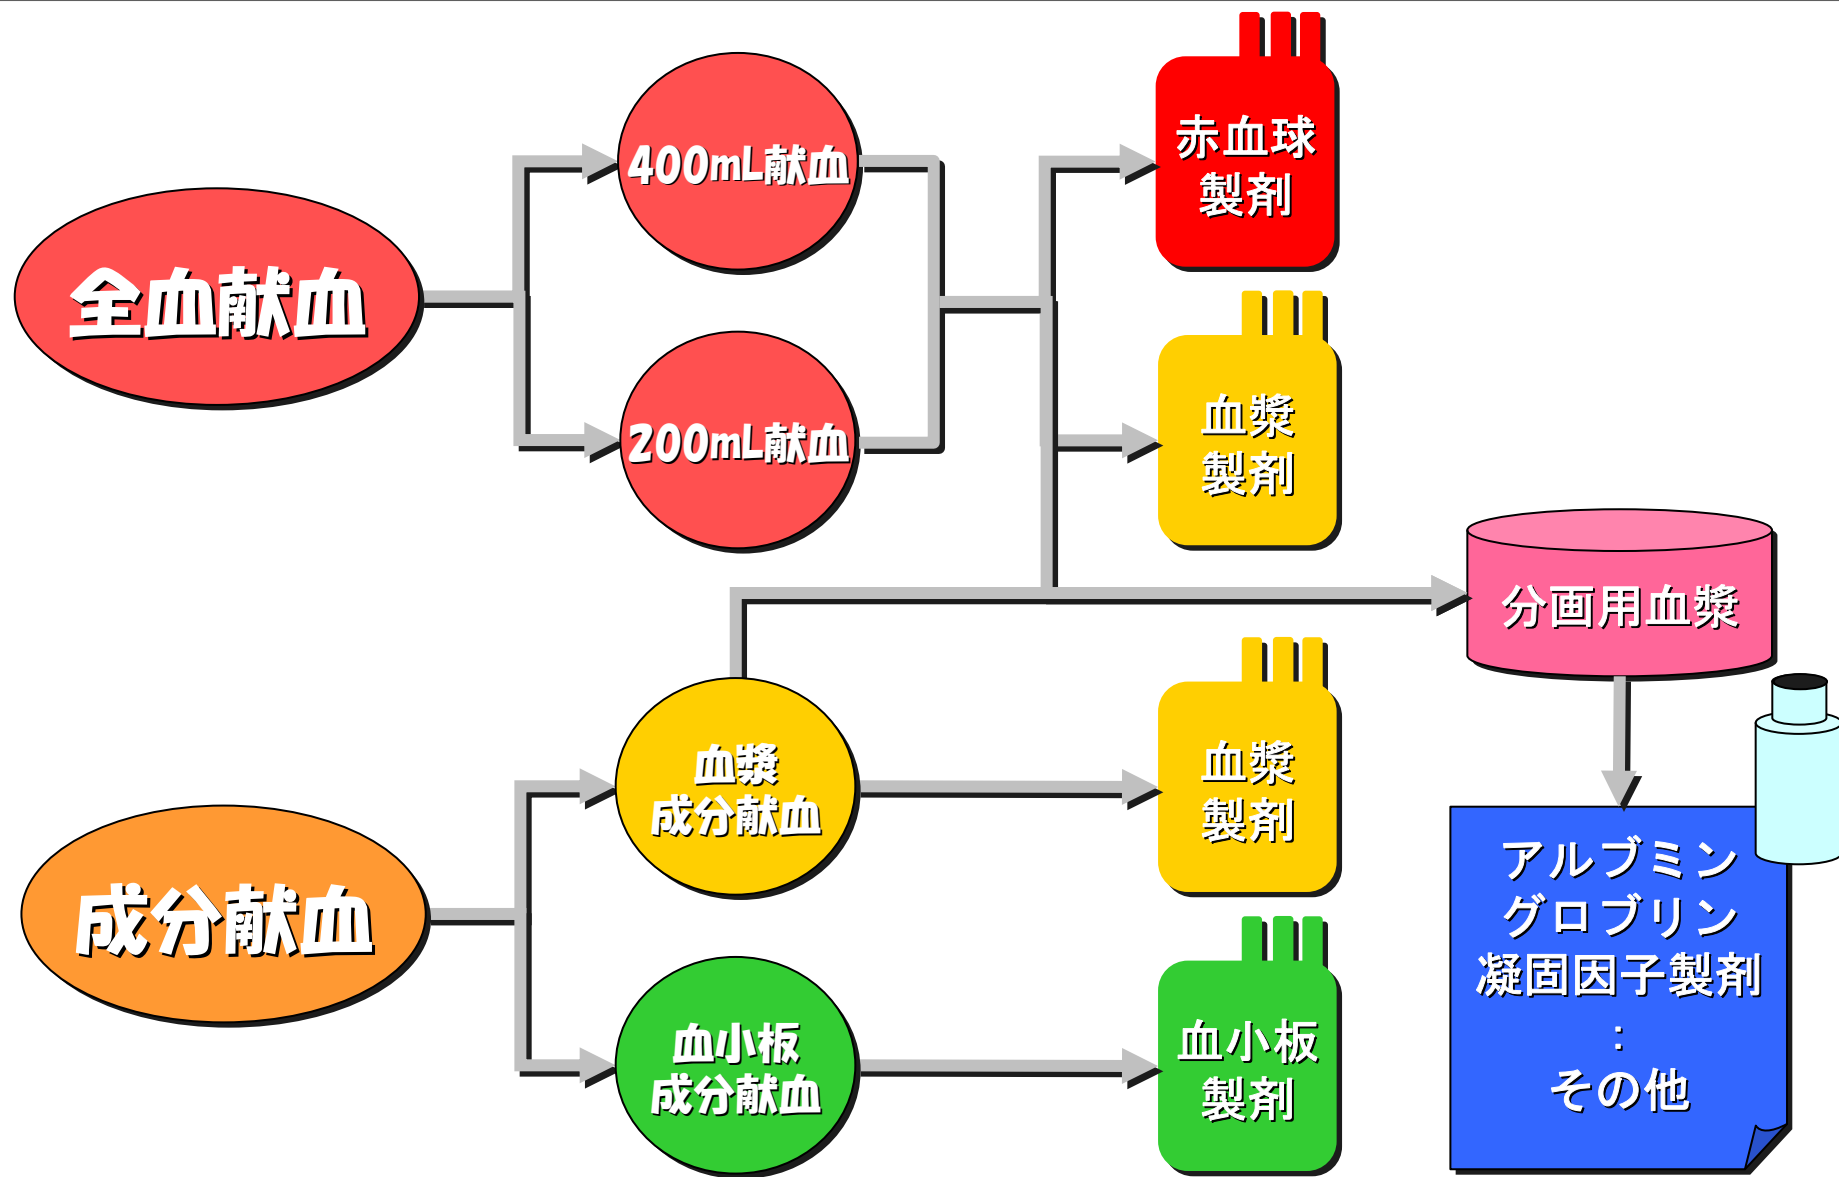 全血献血
400mL献血
200mL献血
赤血球
製剤
血漿
製剤
分画用血漿
成分献血
血漿
成分献血
血小板
成分献血
血漿
製剤
血小板
製剤
アルブミン
グロブリン
凝固因子製剤
：
その他